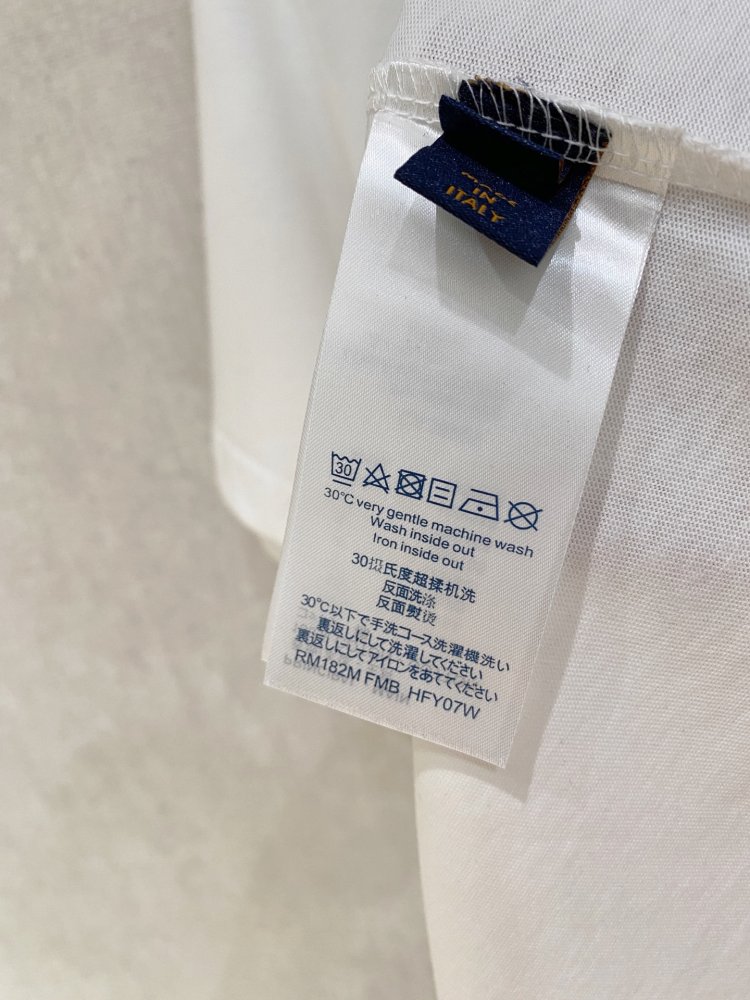 MADE
IN
ITALY
30
30°C very gentle machine wash
Wash inside out
Iron inside out
30摄氏度超揉机洗
反面洗涤
反面熨烫
30℃以下で手洗コース洗濯機洗い
裏返しにして洗濯してください
裏返しにしてアイロンをあててください
RM182M FMB HFY07W